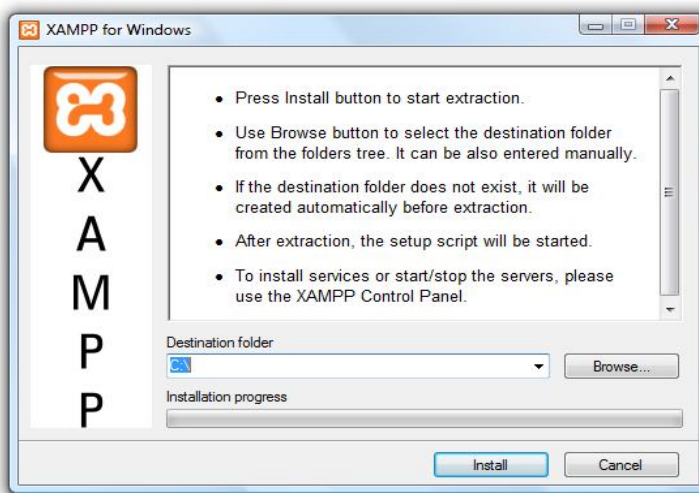 XAMPP for Windows
X
A
M
P
P
• Press Install button to start extraction.
• Use Browse button to select the destination folder
from the folders tree. It can be also entered manually.
• If the destination folder does not exist, it will be
created automatically before extraction.
• After extraction, the setup script will be started.
• To install services or start/stop the servers, please
use the XAMPP Control Panel.
Destination folder
C:\
Browse...
Installation progress
Install
Cancel